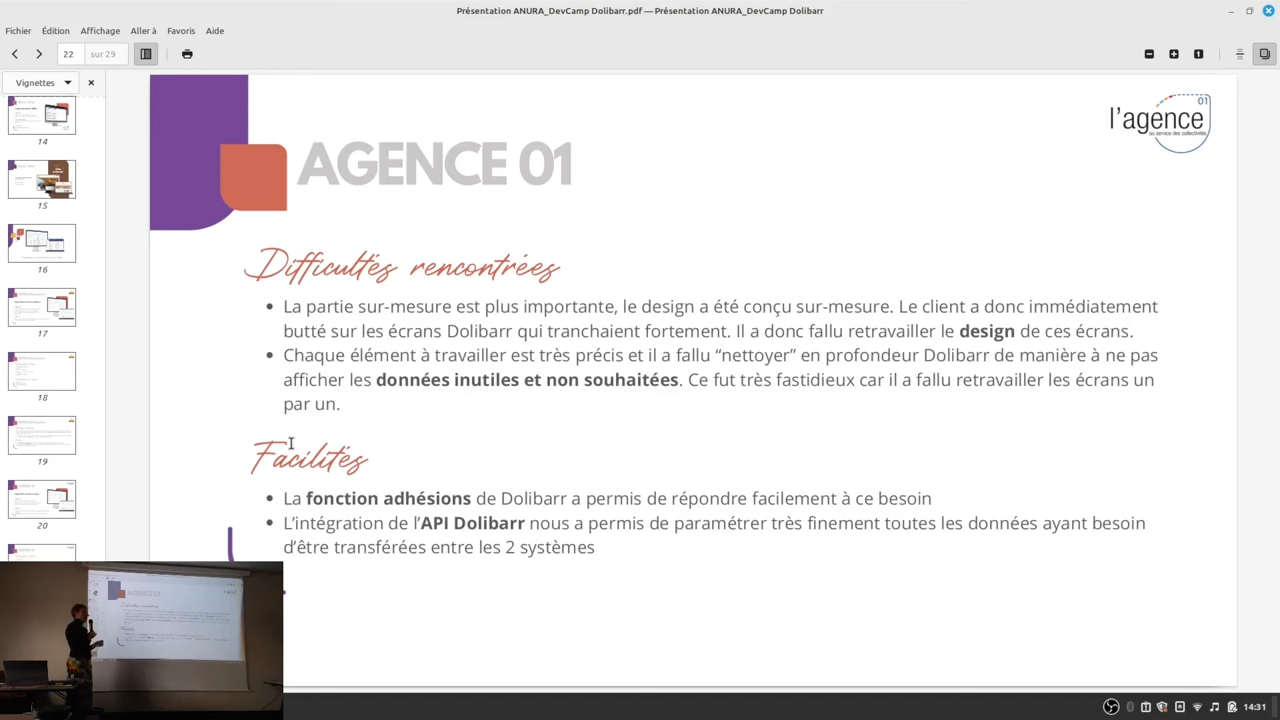 Présentation ANURA_DevCamp Dolibarr.pdf — Présentation ANURA_DevCamp Dolibarr
Fichier Édition Affichage Aller à Favoris Aide
22 sur 29
Vignettes
14
15
16
17
18
19
20
l'agence 01
au service des collectivités
AGENCE 01
Difficultés rencontrées
• La partie sur-mesure est plus importante, le design a été conçu sur-mesure. Le client a donc immédiatement
butté sur les écrans Dolibarr qui tranchaient fortement. Il a donc fallu retravailler le design de ces écrans.
• Chaque élément à travailler est très précis et il a fallu “nettoyer” en profondeur Dolibarr de manière à ne pas
afficher les données inutiles et non souhaitées. Ce fut très fastidieux car il a fallu retravailler les écrans un
par un.
Facilités
• La fonction adhésions de Dolibarr a permis de répondre facilement à ce besoin
• L’intégration de l’API Dolibarr nous a permis de paramétrer très finement toutes les données ayant besoin
d’être transférées entre les 2 systèmes
AGENCE 01
14:31